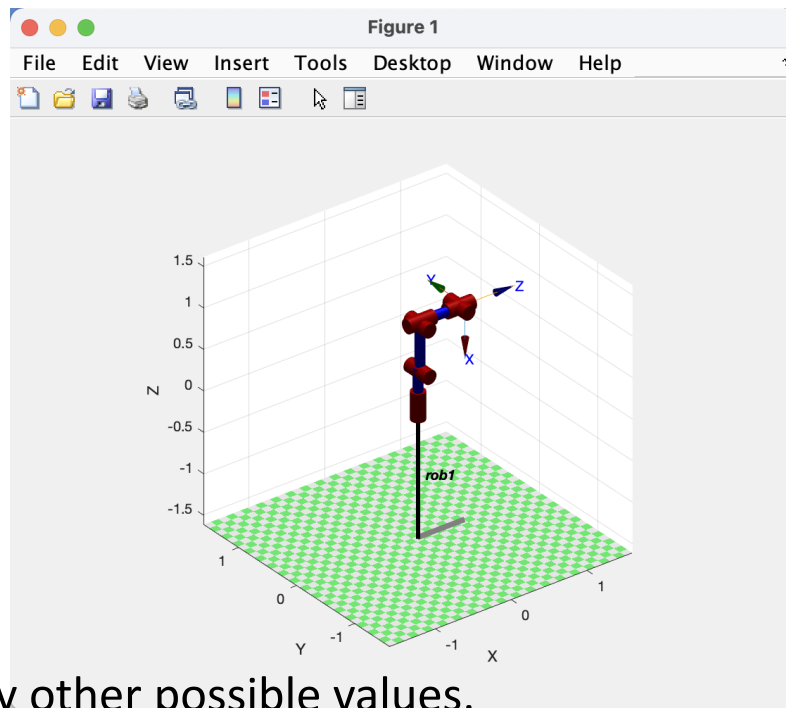 Figure 1
File Edit View Insert Tools Desktop Window Help
1.5
1
0.5
0
-0.5
-1
-1.5
Z
Y
Z
X
rob1
1
0
-1
Y
-1
0
1
X
other possible values.